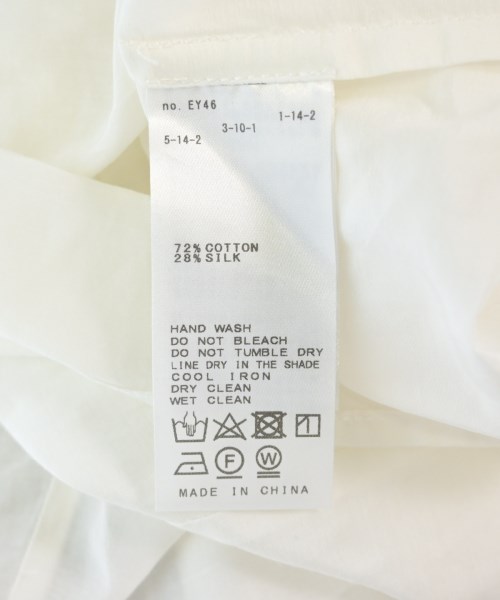 no. EY46
1-14-2
3-10-1
5-14-2
72% COTTON
28% SILK
HAND WASH
DO NOT BLEACH
DO NOT TUMBLE DRY
LINE DRY IN THE SHADE
COOL IRON
DRY CLEAN
WET CLEAN
F W
MADE IN CHINA